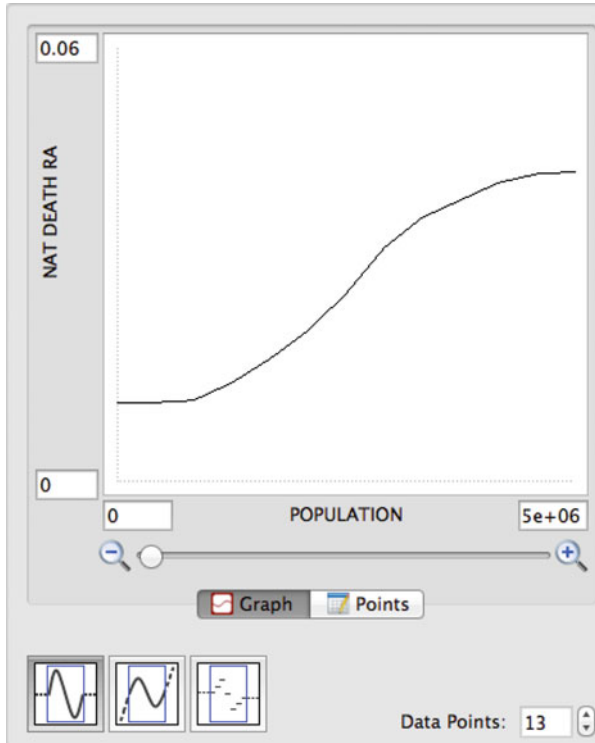 0.06
NAT DEATH RA
0
0
POPULATION
5e+06
Graph
Points
Data Points: 13